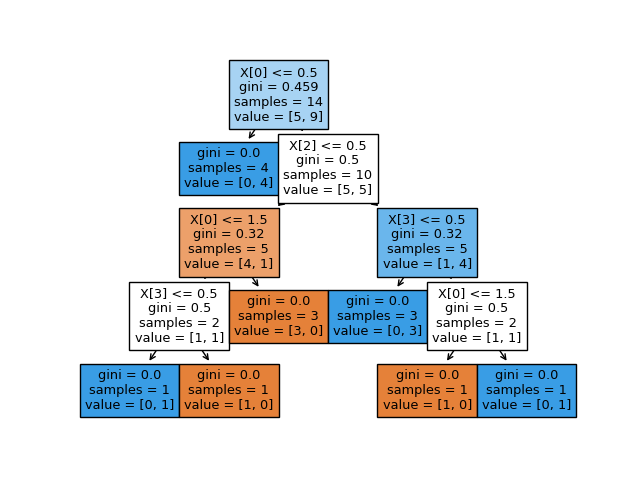 X[0] <= 0.5
gini = 0.459
samples = 14
value = [5, 9]
gini = 0.0
samples = 4
value = [0, 4]
X[2] <= 0.5
gini = 0.5
samples = 10
value = [5, 5]
X[0] <= 1.5
gini = 0.32
samples = 5
value = [4, 1]
X[3] <= 0.5
gini = 0.32
samples = 5
value = [1, 4]
X[3] <= 0.5
gini = 0.5
samples = 2
value = [1, 1]
gini = 0.0
samples = 3
value = [3, 0]
gini = 0.0
samples = 3
value = [0, 3]
X[0] <= 1.5
gini = 0.5
samples = 2
value = [1, 1]
gini = 0.0
samples = 1
value = [0, 1]
gini = 0.0
samples = 1
value = [1, 0]
gini = 0.0
samples = 1
value = [1, 0]
gini = 0.0
samples = 1
value = [0, 1]